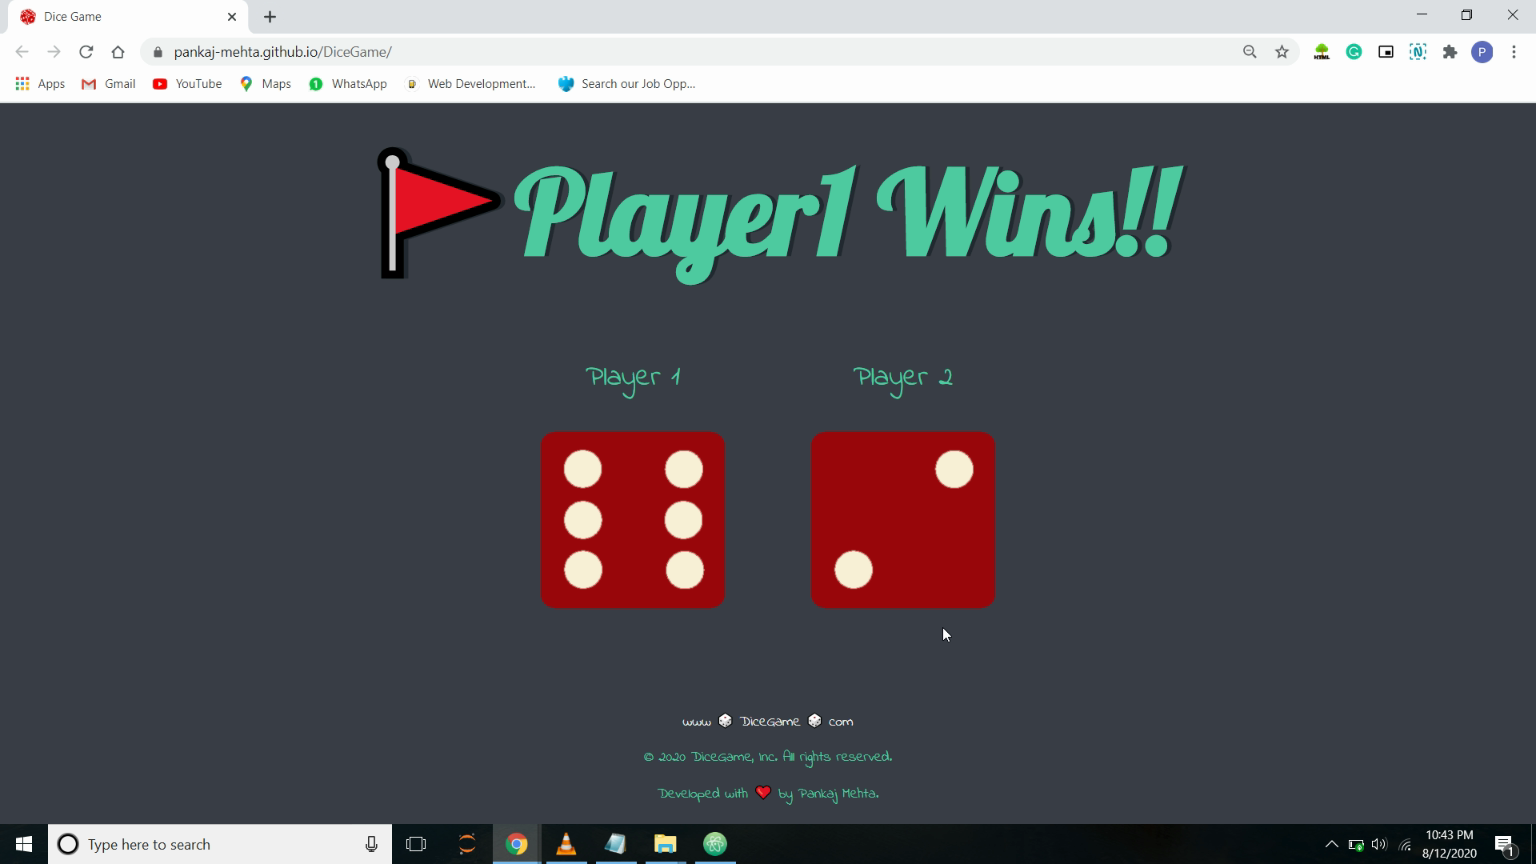 Dice Game
pankaj-mehta.github.io/DiceGame/
P
Apps
Gmail
YouTube
Maps
WhatsApp
Web Development...
Search our Job Opp...
Player1 Wins!!
Player 1
Player 2
www DiceGame com
© 2020 DiceGame, Inc. All rights reserved.
Developed with ❤ by Pankaj Mehta.
Type here to search
10:43 PM
8/12/2020
1